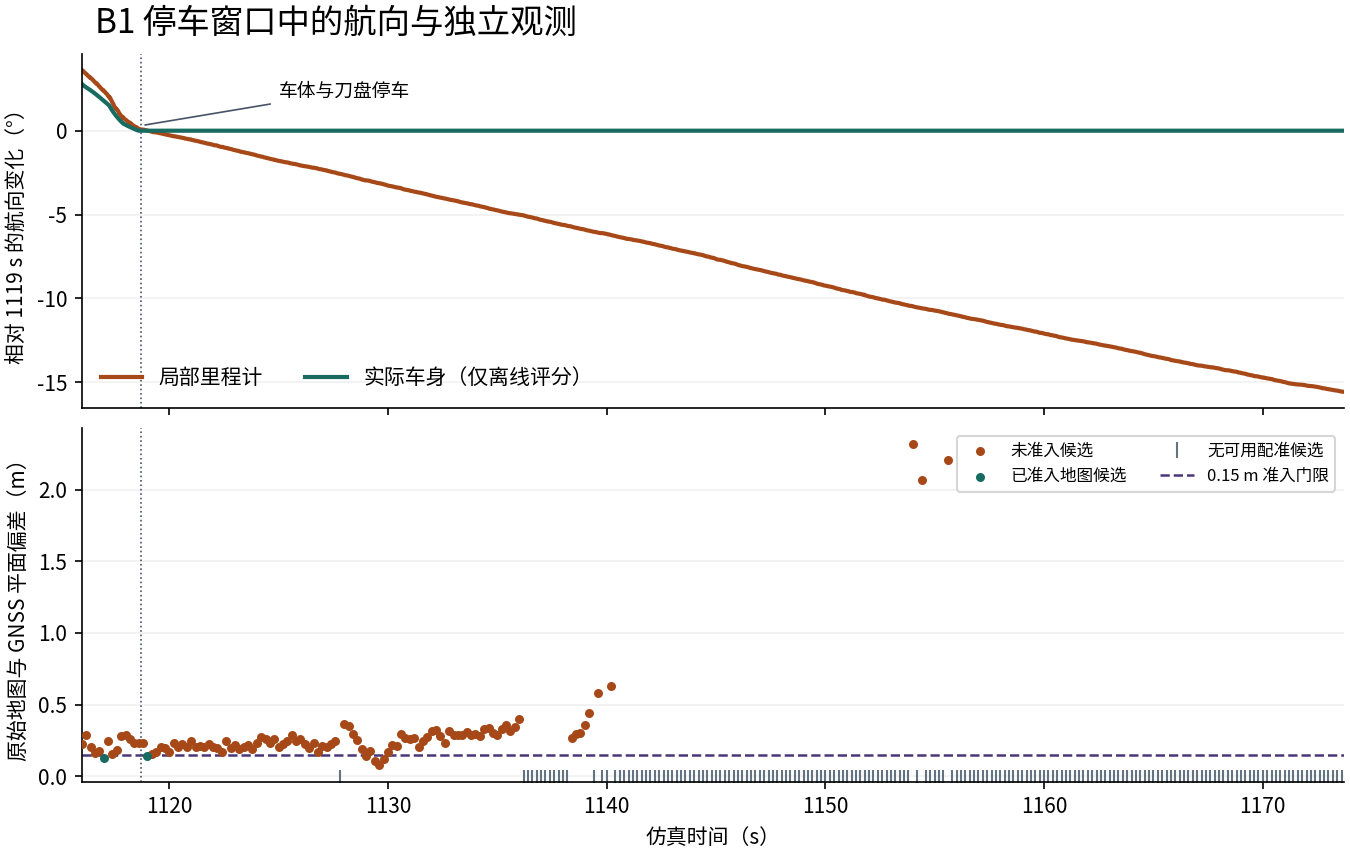 B1 停车窗口中的航向与独立观测
车体与刀盘停车
相对 1119 s 的航向变化（°）
0
-5
-10
-15
局部里程计
实际车身（仅离线评分）
原始地图与 GNSS 平面偏差（m）
2.0
1.5
1.0
0.5
0.0
未准入候选
已准入地图候选
无可用配准候选
0.15 m 准入门限
1120
1130
1140
1150
1160
1170
仿真时间（s）